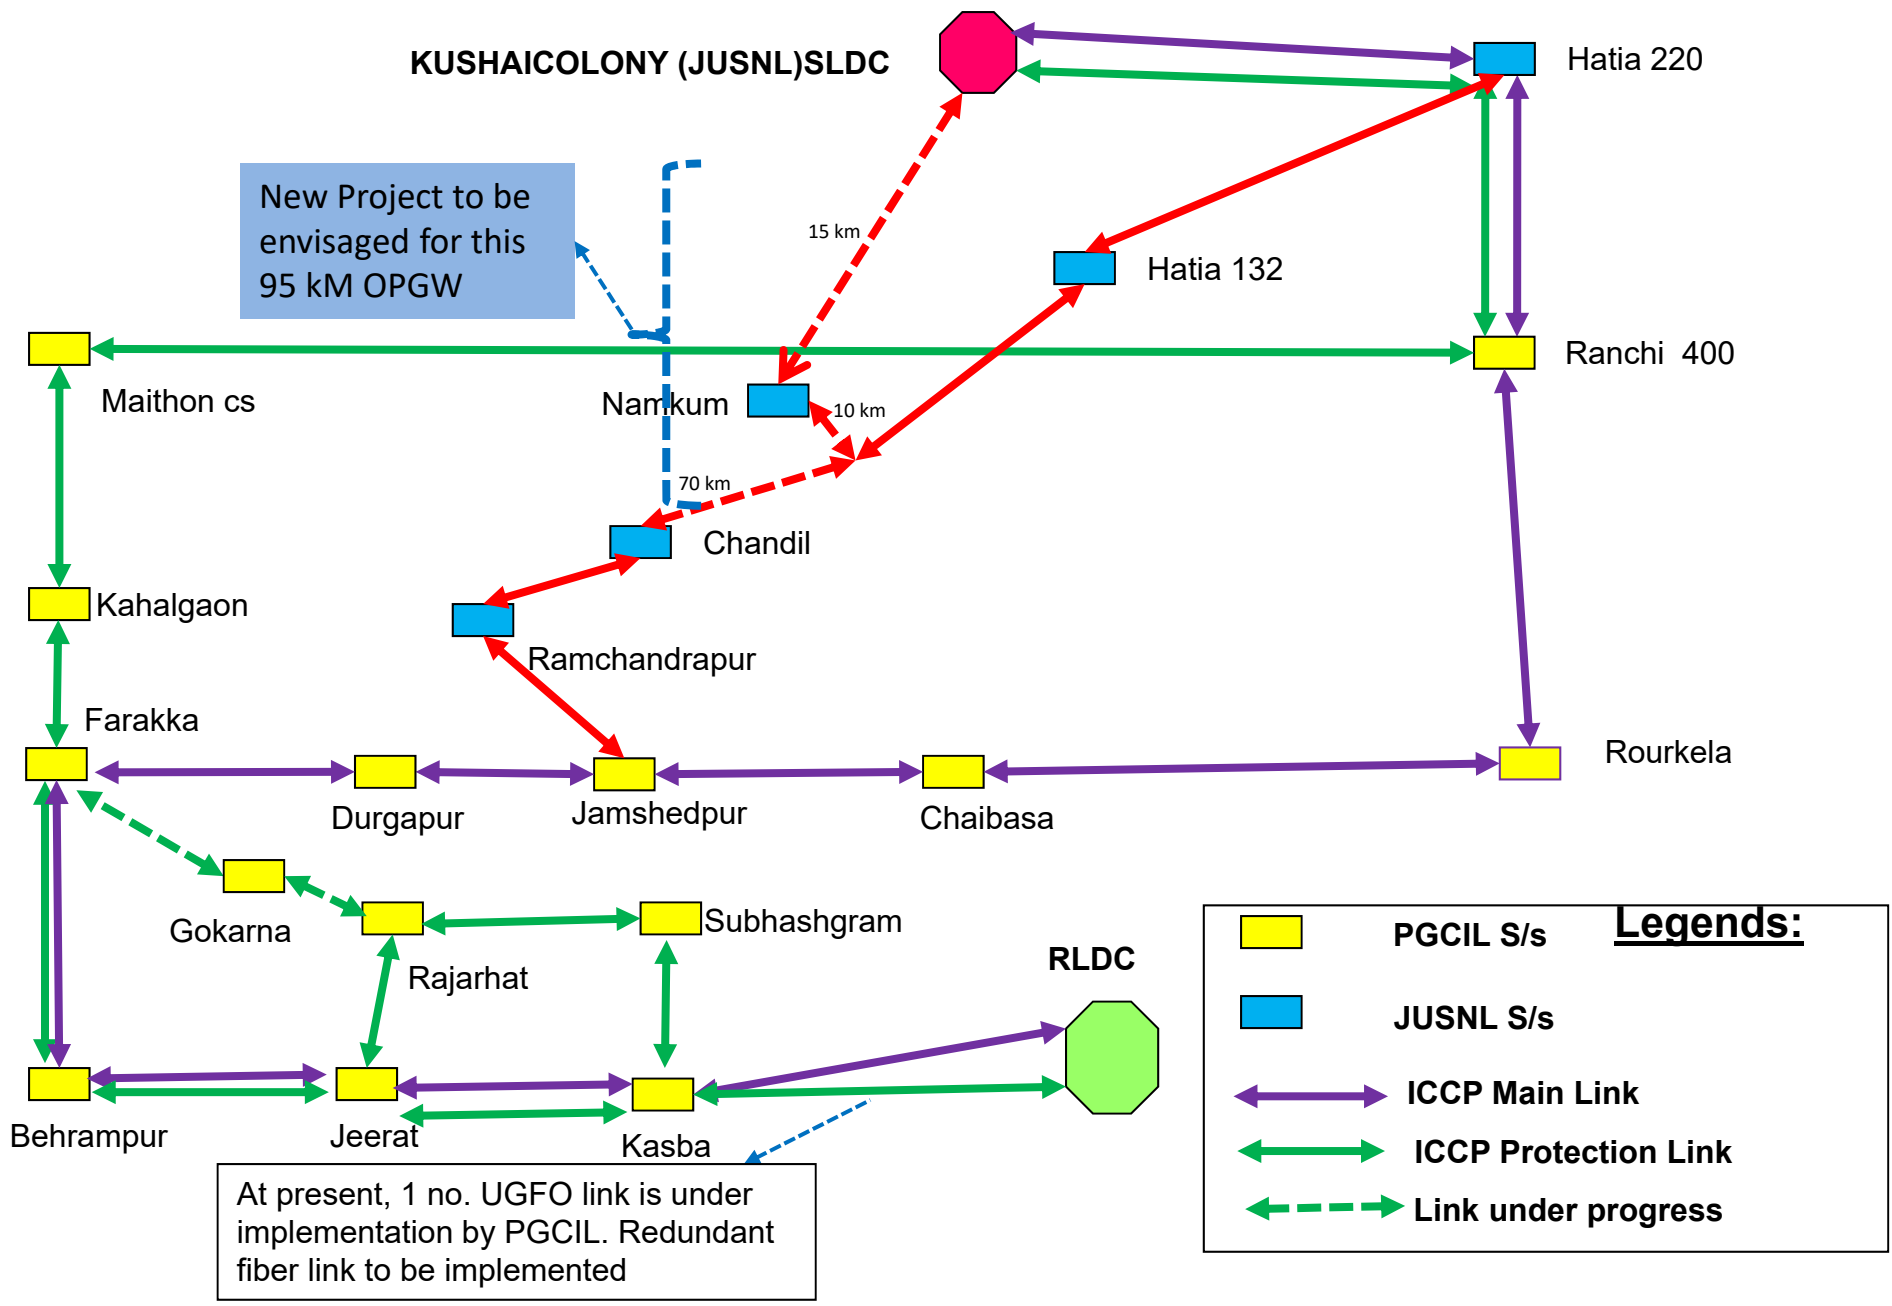 KUSHAICOLONY (JUSNL)SLDC
Hatia 220
New Project to be
envisaged for this
95 kM OPGW
15 km
Hatia 132
Ranchi  400
Maithon cs
Namkum
10 km
70 km
Chandil
Kahalgaon
Ramchandrapur
Farakka
Rourkela
Durgapur
Jamshedpur
Chaibasa
Gokarna
Subhashgram
Rajarhat
RLDC
Legends:
PGCIL S/s
JUSNL S/s
ICCP Main Link
ICCP Protection Link
Link under progress
Behrampur
Jeerat
Kasba
At present, 1 no. UGFO link is under
implementation by PGCIL. Redundant
fiber link to be implemented